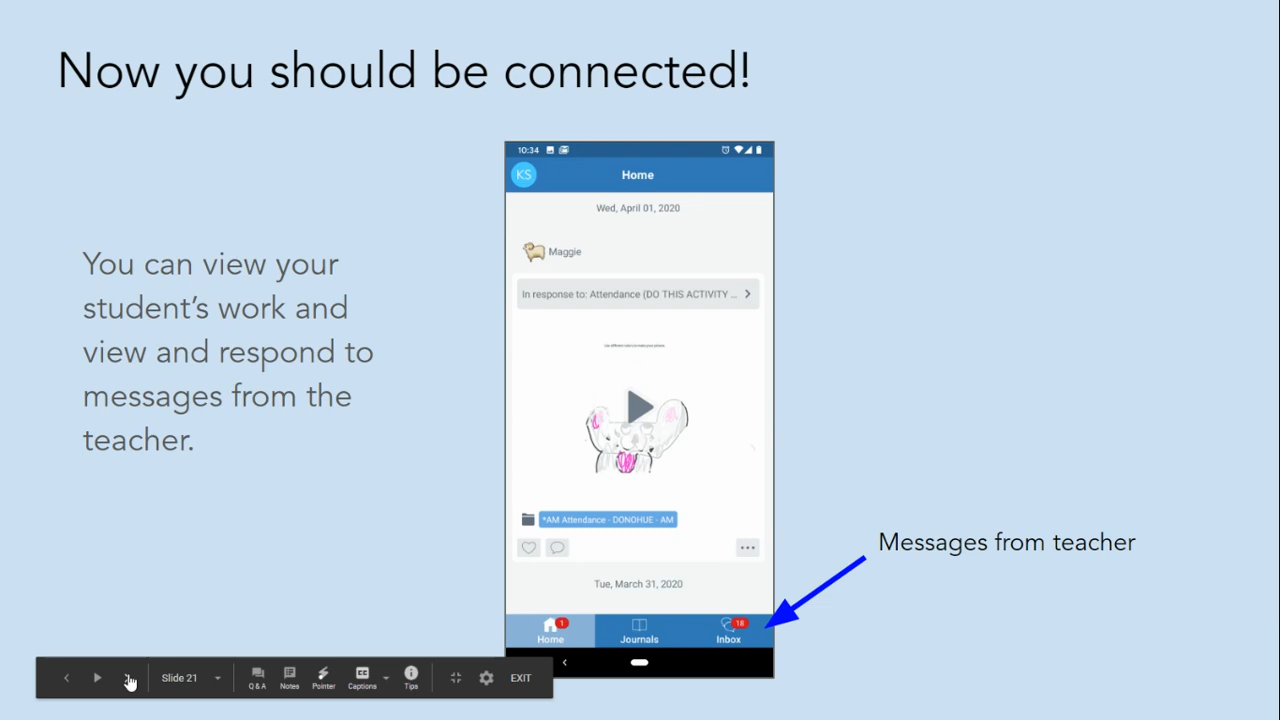 Now you should be connected!
You can view your
student's work and
view and respond to
messages from the
teacher.
10:34
KS
Home
Wed, April 01, 2020
Maggie
In response to: Attendance (DO THIS ACTIVITY ...
*AM Attendance - DONOHUE - AM
Tue, March 31, 2020
1
18
Home
Journals
Inbox
Messages from teacher
Slide 21
Q & A
Notes
Pointer
Captions
Tips
EXIT